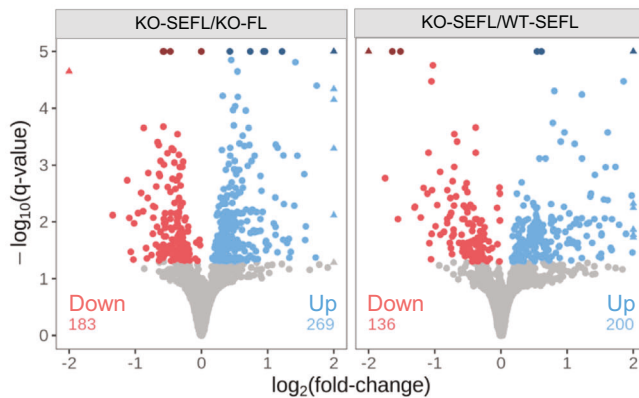 KO-SEFL/KO-FL
KO-SEFL/WT-SEFL
− log10(q-value)
5
4
3
2
1
0
Down
183
Up
269
Down
136
Up
200
-2
-1
0
1
2
-2
-1
0
1
2
log2(fold-change)